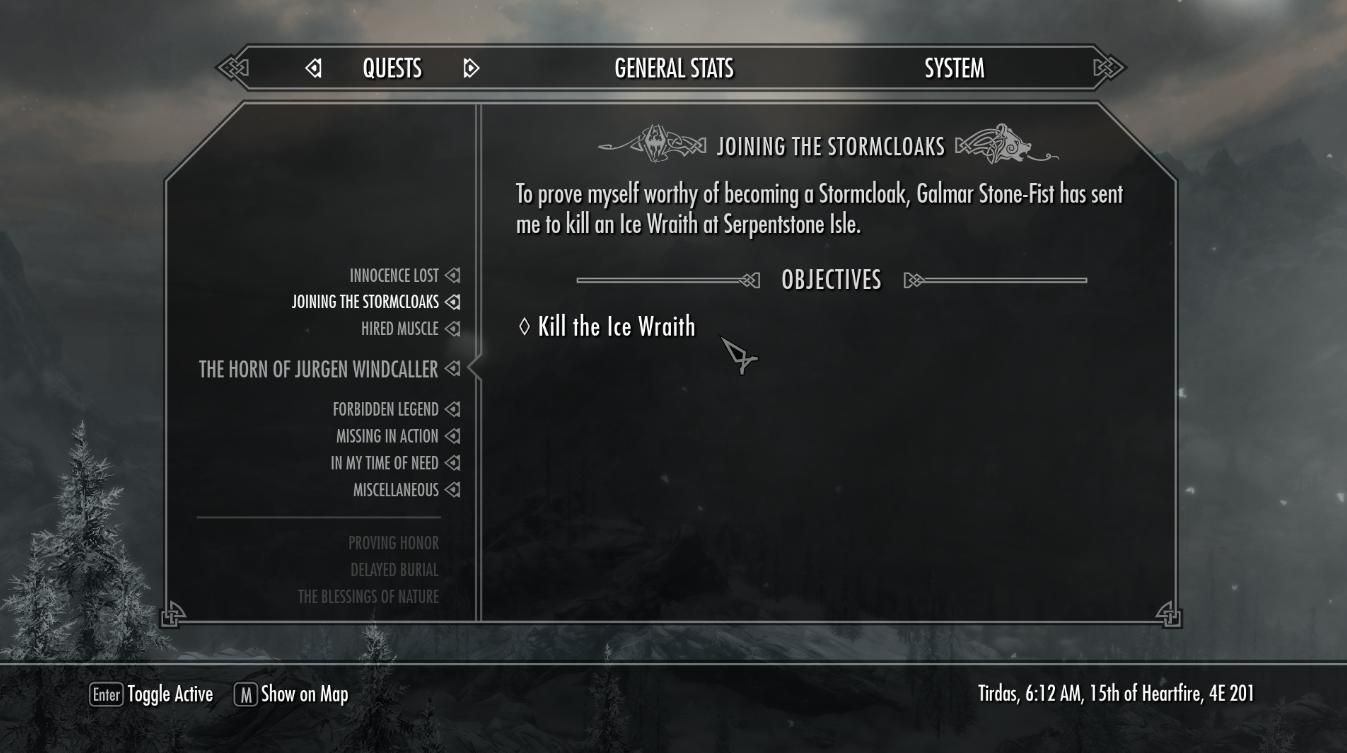 QUESTS
GENERAL STATS
SYSTEM
INNOCENCE LOST
JOINING THE STORMCLOAKS
HIRED MUSCLE
THE HORN OF JURGEN WINDCALLER
FORBIDDEN LEGEND
MISSING IN ACTION
IN MY TIME OF NEED
MISCELLANEOUS
PROVING HONOR
DELAYED BURIAL
THE BLESSINGS OF NATURE
JOINING THE STORMCLOAKS
To prove myself worthy of becoming a Stormcloak, Galmar Stone-Fist has sent
me to kill an Ice Wraith at Serpentstone Isle.
OBJECTIVES
Kill the Ice Wraith
Enter Toggle Active
M Show on Map
Tirdas, 6:12 AM, 15th of Heartfire, 4E 201